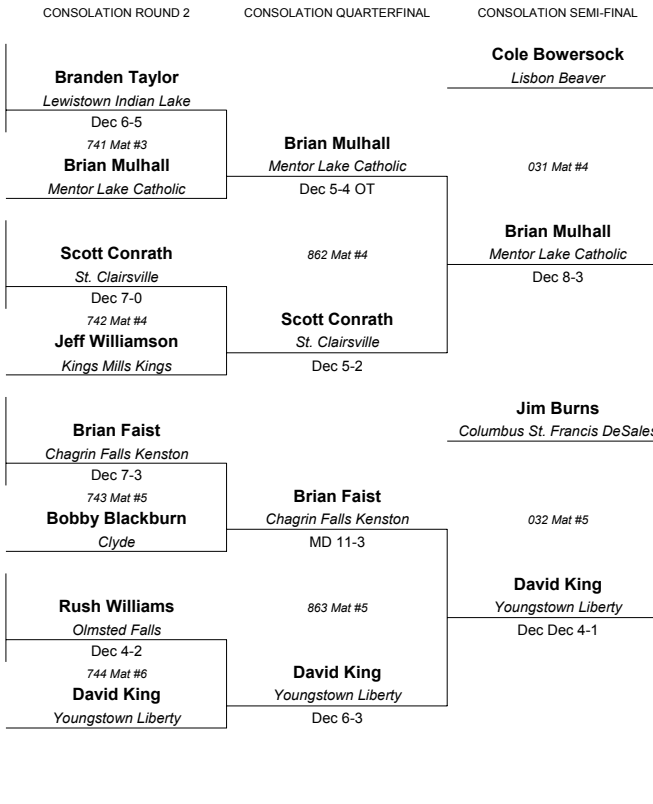 CONSOLATION ROUND 2
CONSOLATION QUARTERFINAL
CONSOLATION SEMI-FINAL
Branden Taylor
Lewistown Indian Lake
Dec 6-5
741 Mat #3
Brian Mulhall
Mentor Lake Catholic
Scott Conrath
St. Clairsville
Dec 7-0
742 Mat #4
Jeff Williamson
Kings Mills Kings
Brian Faist
Chagrin Falls Kenston
Dec 7-3
743 Mat #5
Bobby Blackburn
Clyde
Rush Williams
Olmsted Falls
Dec 4-2
744 Mat #6
David King
Youngstown Liberty
Brian Mulhall
Mentor Lake Catholic
Dec 5-4 OT
862 Mat #4
Scott Conrath
St. Clairsville
Dec 5-2
Brian Faist
Chagrin Falls Kenston
MD 11-3
863 Mat #5
David King
Youngstown Liberty
Dec 6-3
Cole Bowersock
Lisbon Beaver
031 Mat #4
Brian Mulhall
Mentor Lake Catholic
Dec 8-3
Jim Burns
Columbus St. Francis DeSales
032 Mat #5
David King
Youngstown Liberty
Dec Dec 4-1